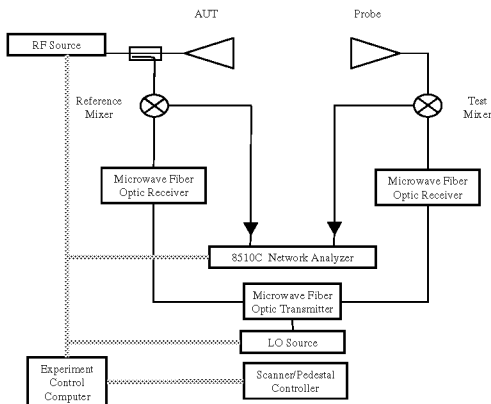 AUT
Probe
RF Source
Reference
Mixer
Test
Mixer
Microwave Fiber
Optic Receiver
Microwave Fiber
Optic Receiver
8510C Network Analyzer
Microwave Fiber
Optic Transmitter
LO Source
Experiment
Control
Computer
Scanner/Pedestal
Controller